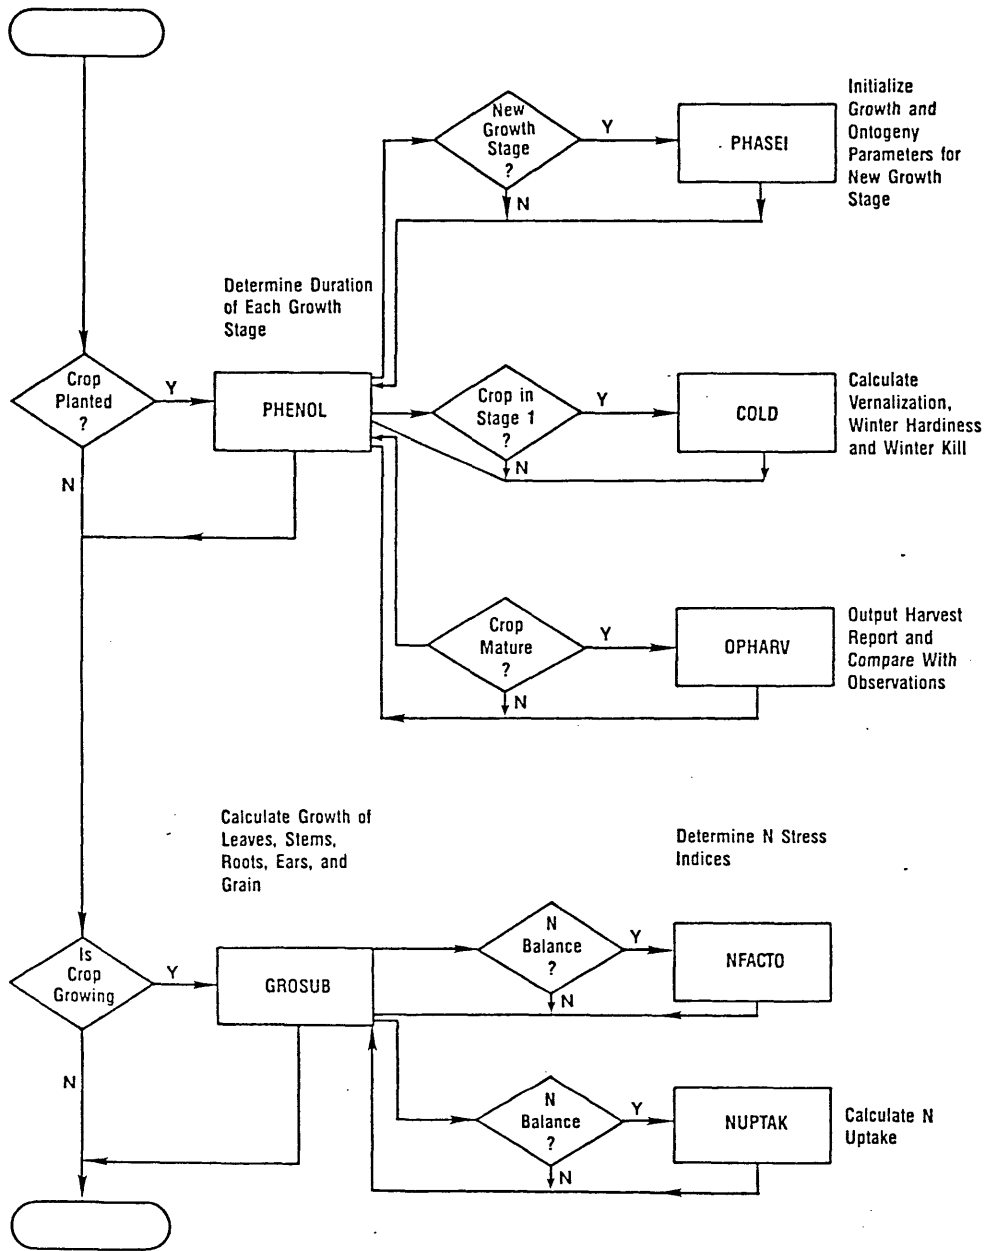 New
Growth
Stage
?
Y
N
PHASEI
Initialize
Growth and
Ontogeny
Parameters for
New Growth
Stage
Determine Duration
of Each Growth
Stage
Crop
Planted
?
Y
N
PHENOL
Crop in
Stage 1
?
Y
N
COLD
Calculate
Vernalization,
Winter Hardiness
and Winter Kill
Crop
Mature
?
Y
N
OPHARV
Output Harvest
Report and
Compare With
Observations
Calculate Growth of
Leaves, Stems,
Roots, Ears, and
Grain
Determine N Stress
Indices
Is
Crop
Growing
Y
N
GROSUB
N
Balance
?
Y
N
NFACTO
N
Balance
?
Y
N
NUPTAK
Calculate N
Uptake